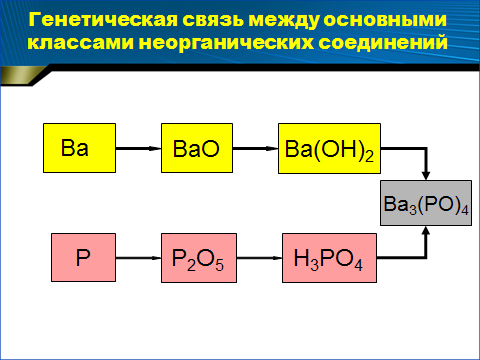 Генетическая связь между основными
классами неорганических соединений
Ba
BaO
Ba(OH)₂
Ba₃(PO)₄
P
P₂O₅
H₃PO₄